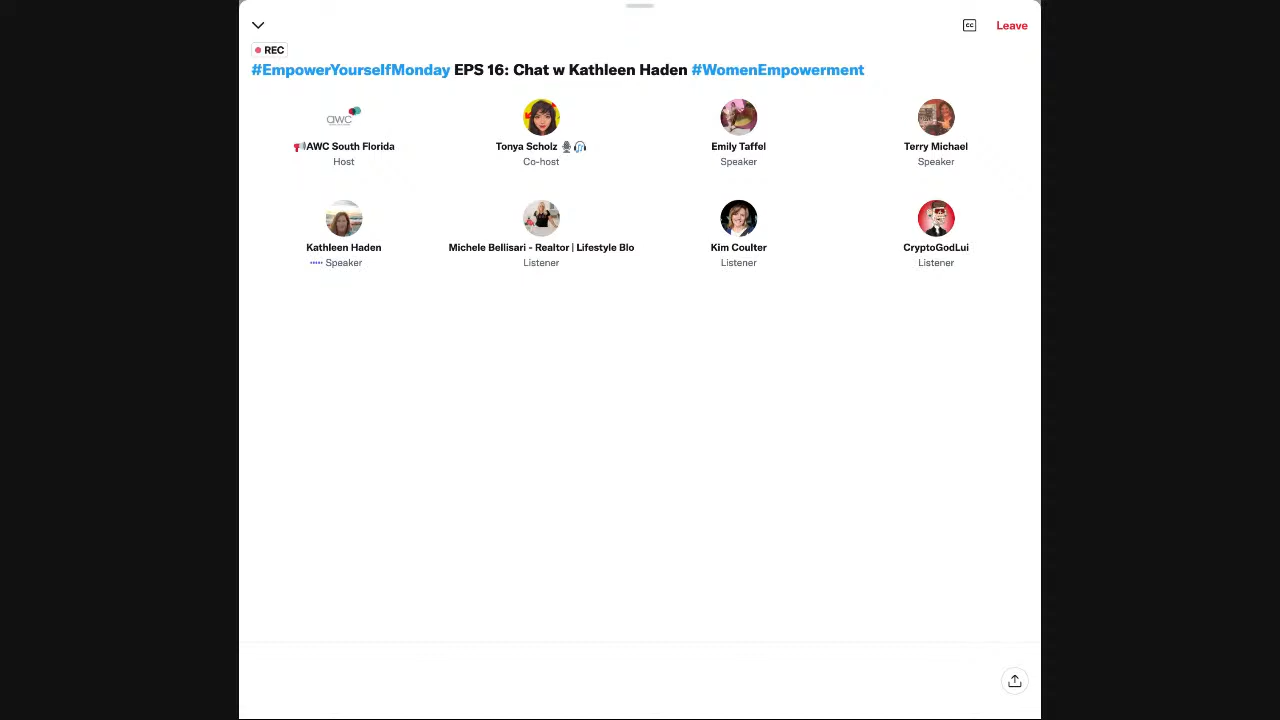 CC
Leave
REC
#EmpowerYourselfMonday EPS 16: Chat w Kathleen Haden #WomenEmpowerment
awc
AWC South Florida
Host
Tonya Scholz
Co-host
Emily Taffel
Speaker
Terry Michael
Speaker
Kathleen Haden
Speaker
Michele Bellisari - Realtor | Lifestyle Blo
Listener
Kim Coulter
Listener
CryptoGodLui
Listener